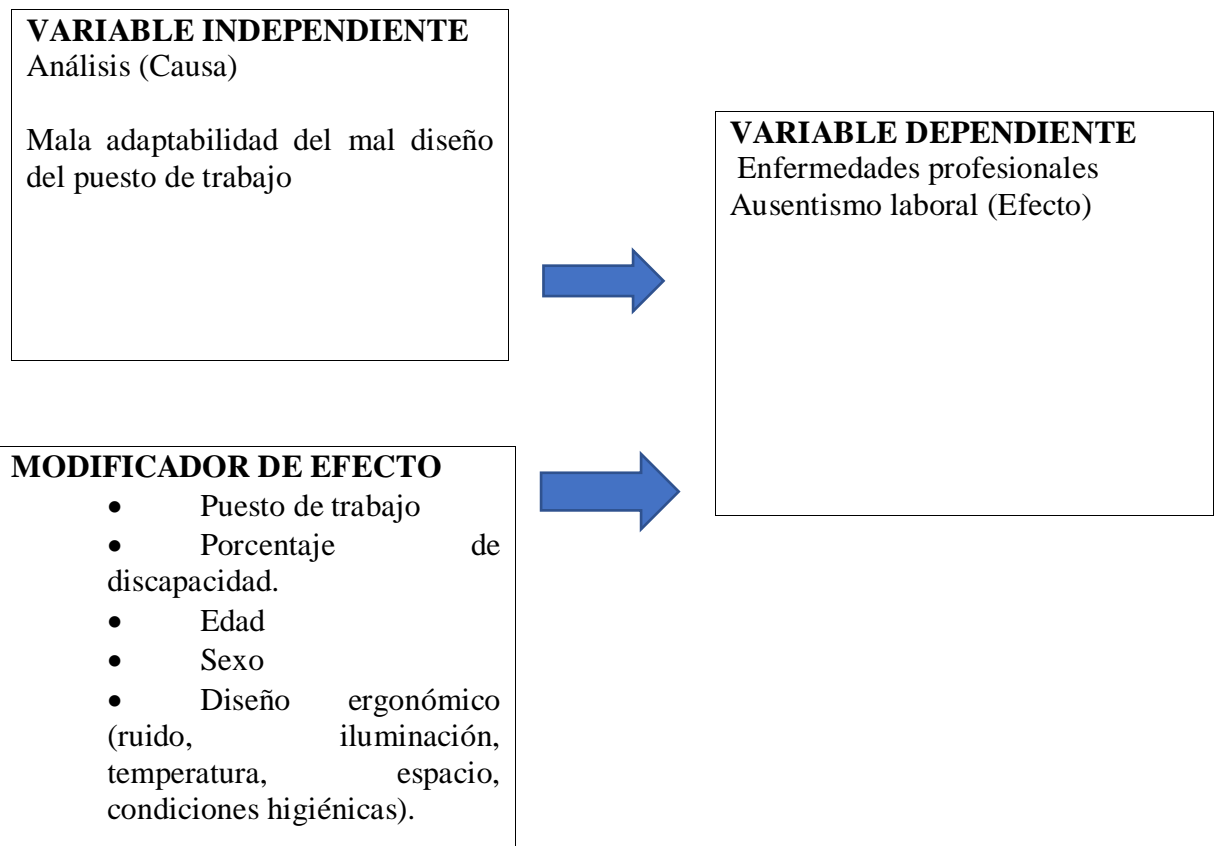 VARIABLE INDEPENDIENTE
Análisis (Causa)
Mala adaptabilidad del mal diseño
del puesto de trabajo
VARIABLE DEPENDIENTE
Enfermedades profesionales
Ausentismo laboral (Efecto)
MODIFICADOR DE EFECTO
• Puesto de trabajo
• Porcentaje de
discapacidad.
• Edad
• Sexo
• Diseño ergonómico
(ruido, iluminación,
temperatura, espacio,
condiciones higiénicas).